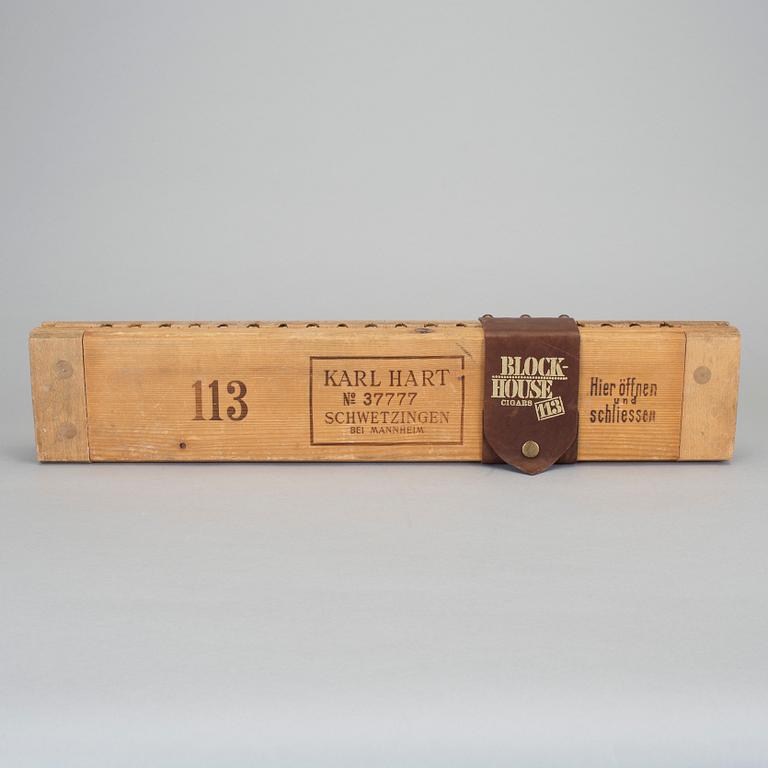 113
KARL HART
No 37777
SCHWETZINGEN
BEI MANNHEIM
BLOCK-
HOUSE
CIGARS 113
Hier öffnen
und
schliessen